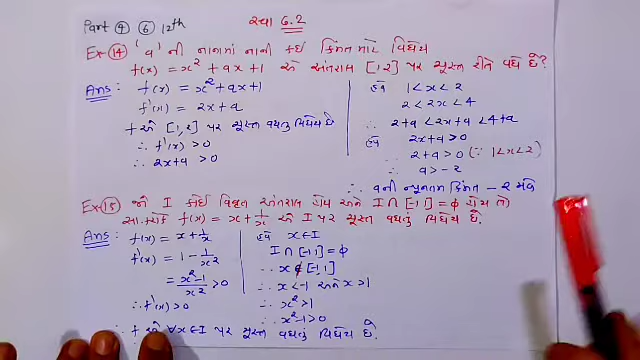 Part ④ ⑥ 12th
સ્વા 6.2
Ex ⑭ 'a' ની નાનામાં નાની કઈ કિંમત માટે વિધેય
f(x) = x² + ax + 1 એ અંતરાલ [1,2] પર ચુસ્ત રીતે વધે છે?
Ans: f(x) = x² + ax + 1
f'(x) = 2x + a
f એ [1,2] પર ચુસ્ત વધતું વિધેય છે
∴ f'(x) > 0
∴ 2x + a > 0
હવે 1 < x < 2
2 < 2x < 4
∴ 2+a < 2x+a < 4+a
હવે 2x+a > 0
∴ 2+a > 0 (∵ 1<x<2)
∴ a > -2
∴ a ની ન્યૂનતમ કિંમત -2 મળે
Ex ⑮ જો I કોઈ વિવૃત્ત અંતરાલ હોય અને I∩[-1,1] = ϕ હોય તો
સા.કરોકે f(x) = x + 1/x એ I પર ચુસ્ત વધતું વિધેય છે.
Ans: f(x) = x + 1/x
f'(x) = 1 - 1/x²
= x²-1/x² > 0
∴ f'(x) > 0
હવે x ∈ I
I∩[-1,1] = ϕ
∴ x ∉ [-1,1]
∴ x < -1 અને x > 1
∴ x² > 1
∴ x²-1 > 0
∴ f એ ∀x ∈ I પર ચુસ્ત વધતું વિધેય છે.